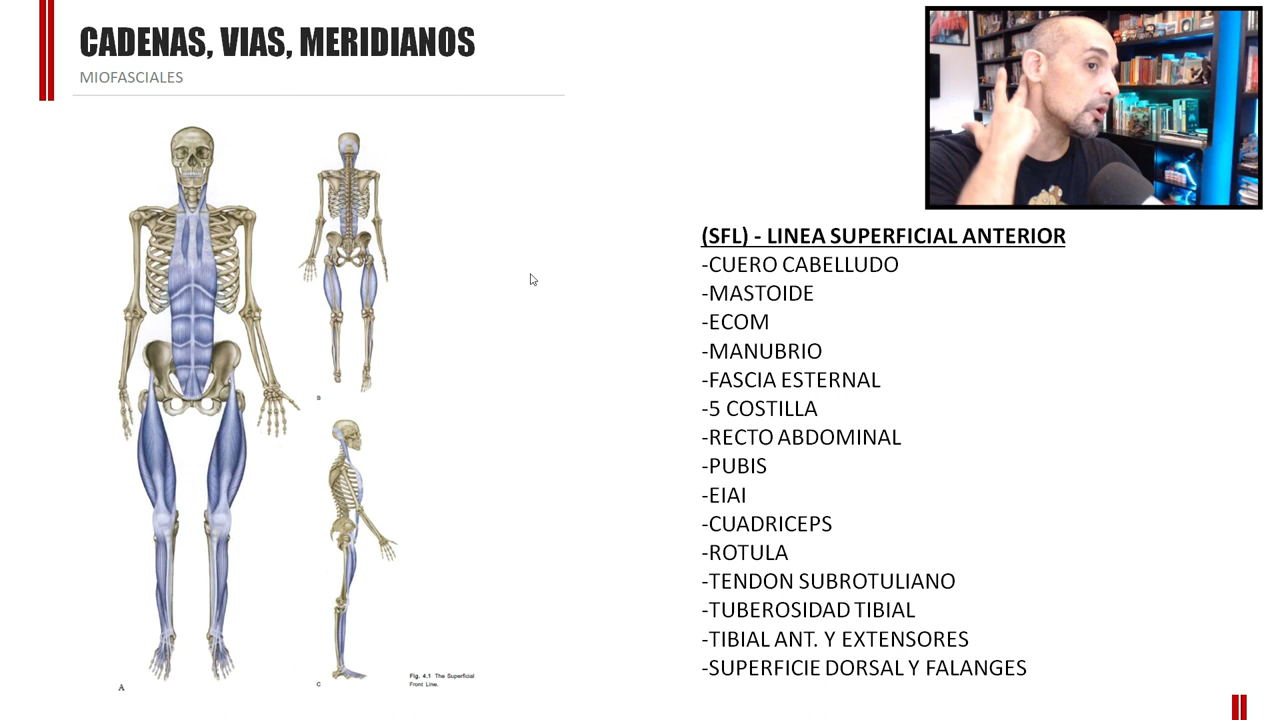 CADENAS, VIAS, MERIDIANOS
MIOFASCIALES
(SFL) - LINEA SUPERFICIAL ANTERIOR
-CUERO CABELLUDO
-MASTOIDE
-ECOM
-MANUBRIO
-FASCIA ESTERNAL
-5 COSTILLA
-RECTO ABDOMINAL
-PUBIS
-EIAI
-CUADRICEPS
-ROTULA
-TENDON SUBROTULIANO
-TUBEROSIDAD TIBIAL
-TIBIAL ANT. Y EXTENSORES
-SUPERFICIE DORSAL Y FALANGES
B
A
C
Fig. 4.1 The Superficial
Front Line.